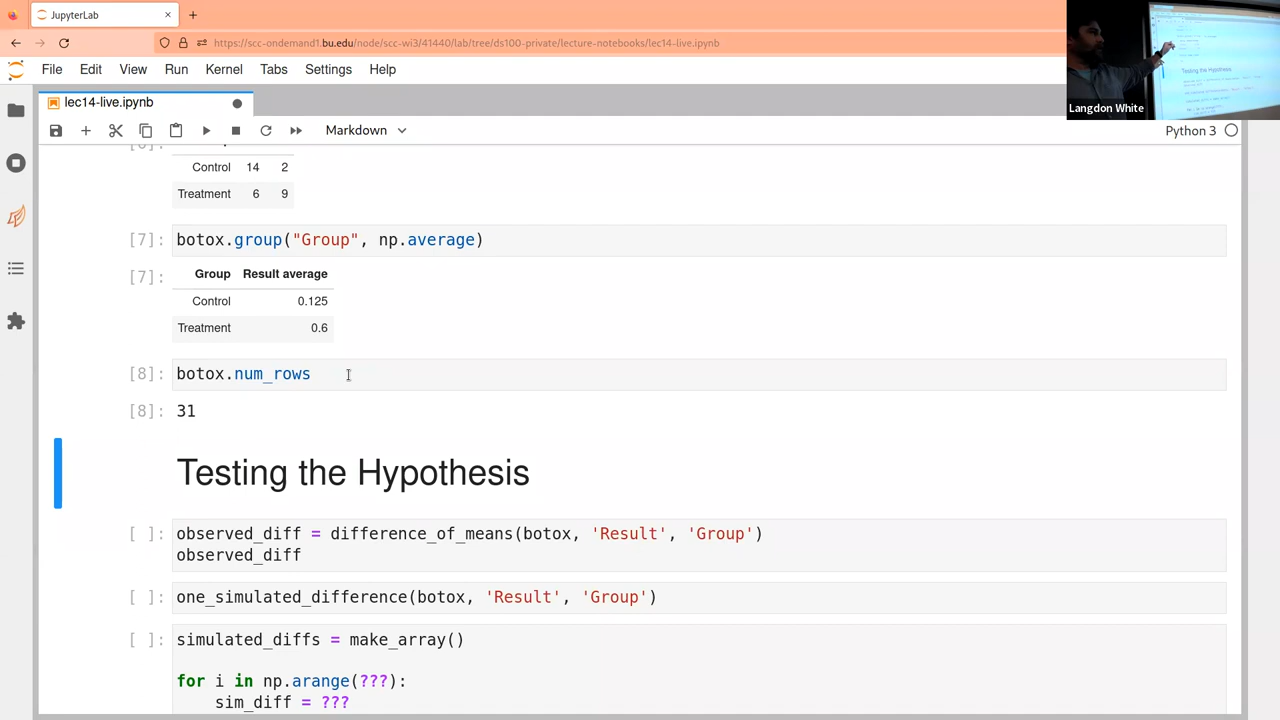 JupyterLab
https://scc-ondemand1.bu.edu/node/scc-wi3/41440/lab/tree/ds100-private/lecture-notebooks/lec14-live.ipynb
File Edit View Run Kernel Tabs Settings Help
lec14-live.ipynb
Markdown
Python 3
Langdon White
Testing the Hypothesis
Control 14 2
Treatment 6 9
[7]: botox.group("Group", np.average)
[7]: Group Result average
Control 0.125
Treatment 0.6
[8]: botox.num_rows
[8]: 31
Testing the Hypothesis
[ ]: observed_diff = difference_of_means(botox, 'Result', 'Group')
observed_diff
[ ]: one_simulated_difference(botox, 'Result', 'Group')
[ ]: simulated_diffs = make_array()
for i in np.arange(???):
sim_diff = ???